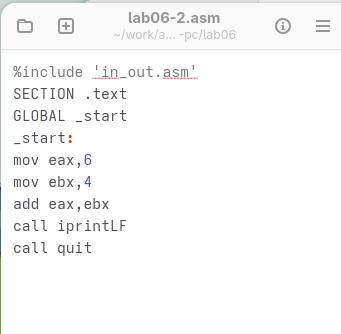 lab06-2.asm
~/work/a... -pc/lab06
%include 'in_out.asm'
SECTION .text
GLOBAL _start
_start:
mov eax,6
mov ebx,4
add eax,ebx
call iprintLF
call quit